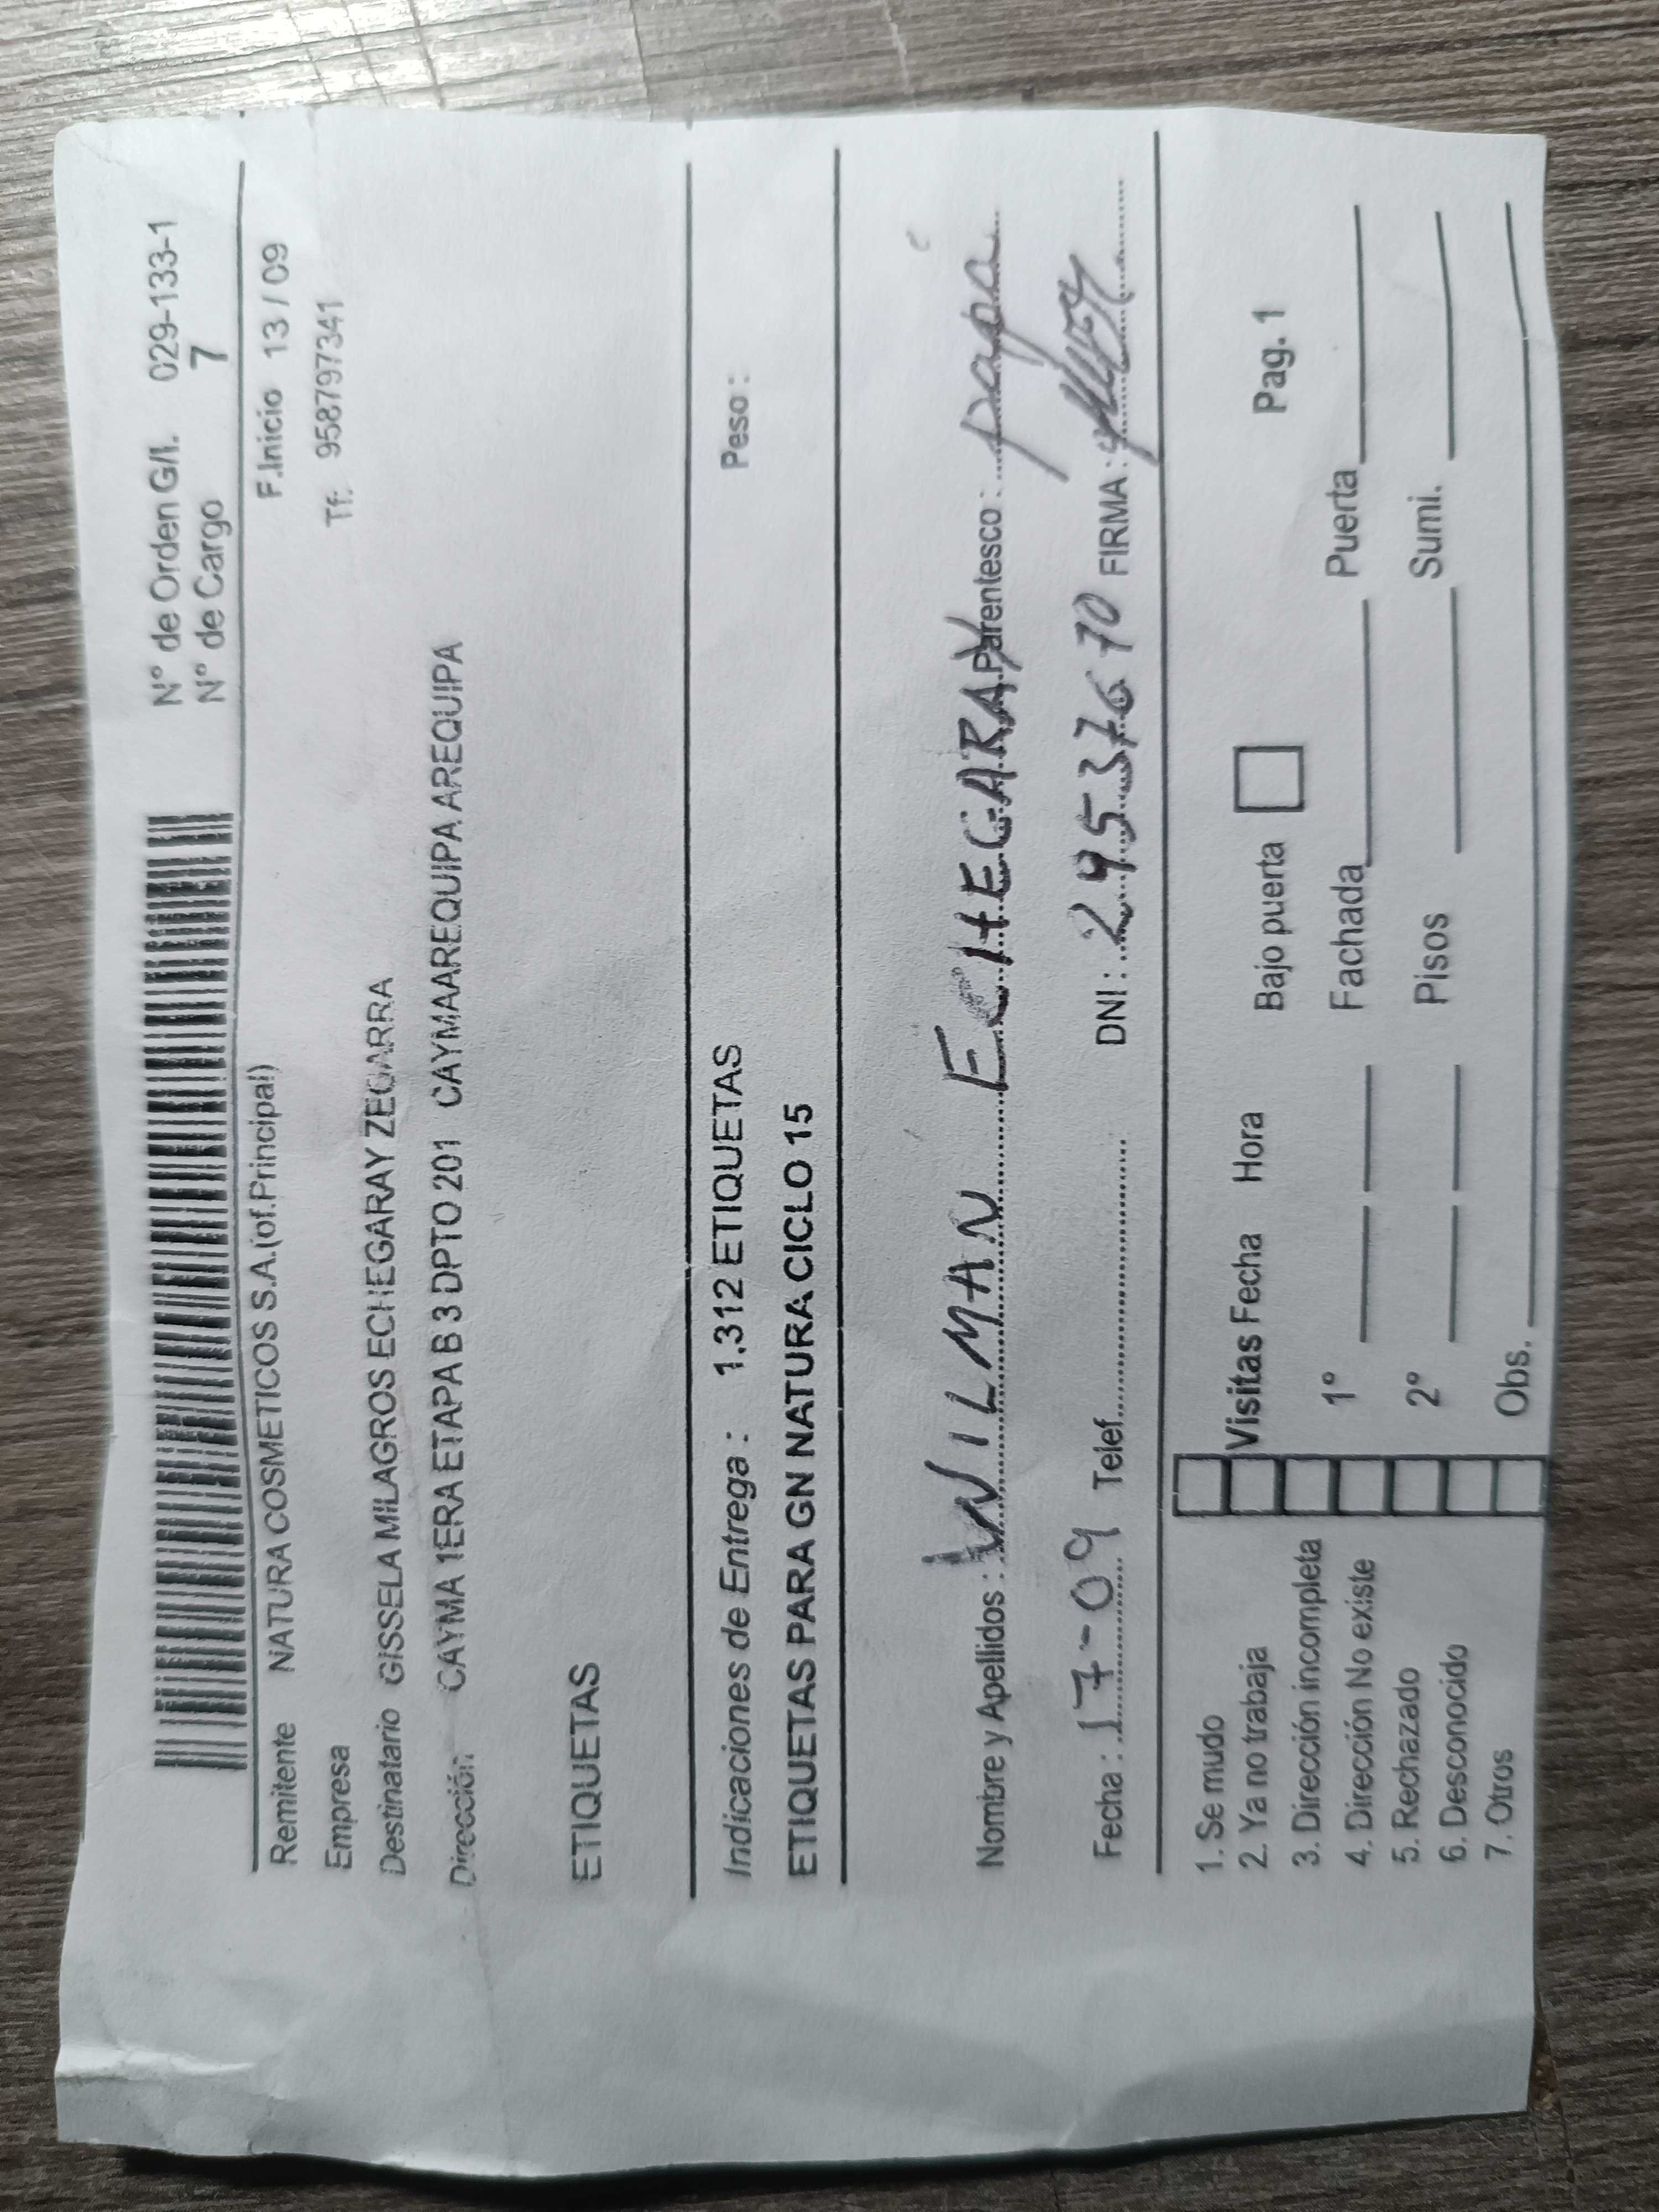 N° de Orden G/I. 029-133-1
N° de Cargo 7
Remitente NATURA COSMETICOS S.A.(of.Principal) F.Inicio 13 / 09
Empresa Tf: 958797341
Destinatario GISSELA MILAGROS ECHEGARAY ZEGARRA
Dirección: CAYMA 1ERA ETAPA B 3 DPTO 201 CAYMAAREQUIPA AREQUIPA
ETIQUETAS
Indicaciones de Entrega : 1.312 ETIQUETAS Peso :
ETIQUETAS PARA GN NATURA CICLO 15
Nombre y Apellidos : WILMAN ECHEGARAY Parentesco : papá
Fecha : 17-09 Telef. DNI : 29537670 FIRMA :
1. Se mudo
2. Ya no trabaja Visitas Fecha Hora Bajo puerta Pag. 1
3. Dirección incompleta
4. Dirección No existe 1° Fachada Puerta
5. Rechazado
6. Desconocido 2° Pisos Sumi.
7. Otros Obs.